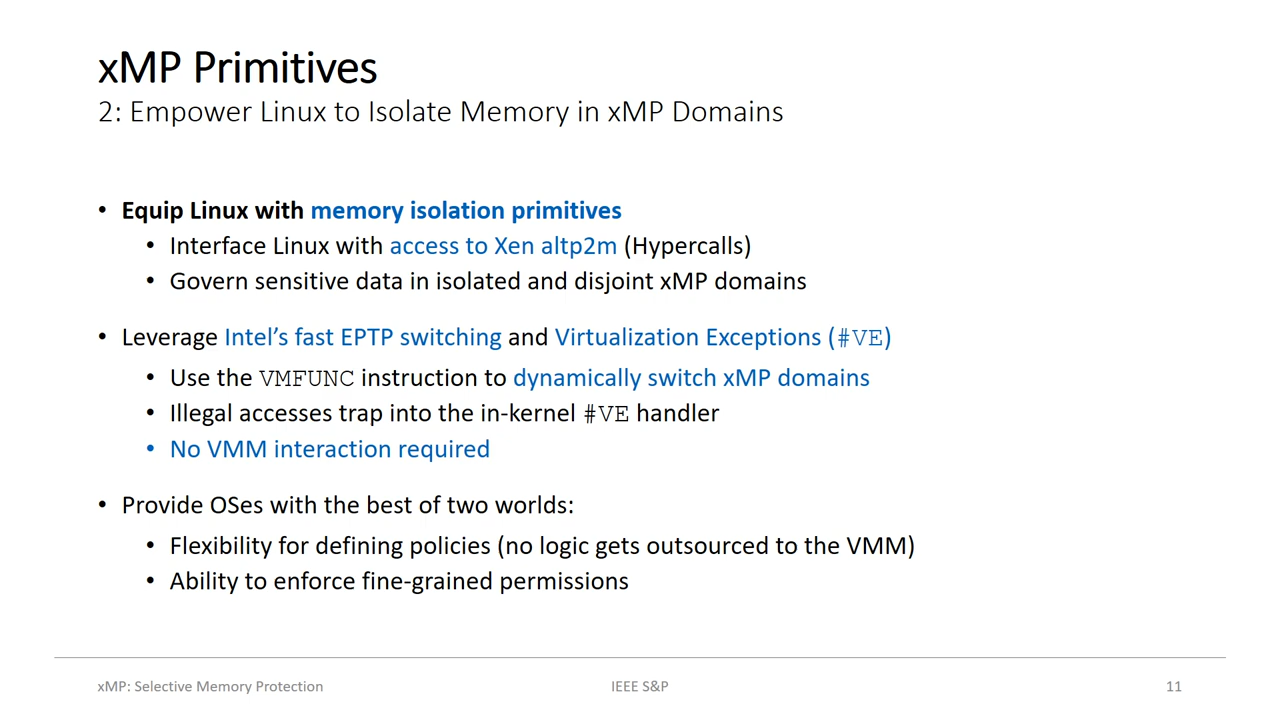 xMP Primitives
2: Empower Linux to Isolate Memory in xMP Domains
• Equip Linux with memory isolation primitives
• Interface Linux with access to Xen altp2m (Hypercalls)
• Govern sensitive data in isolated and disjoint xMP domains
• Leverage Intel’s fast EPTP switching and Virtualization Exceptions (#VE)
• Use the VMFUNC instruction to dynamically switch xMP domains
• Illegal accesses trap into the in-kernel #VE handler
• No VMM interaction required
• Provide OSes with the best of two worlds:
• Flexibility for defining policies (no logic gets outsourced to the VMM)
• Ability to enforce fine-grained permissions
xMP: Selective Memory Protection
IEEE S&P
11